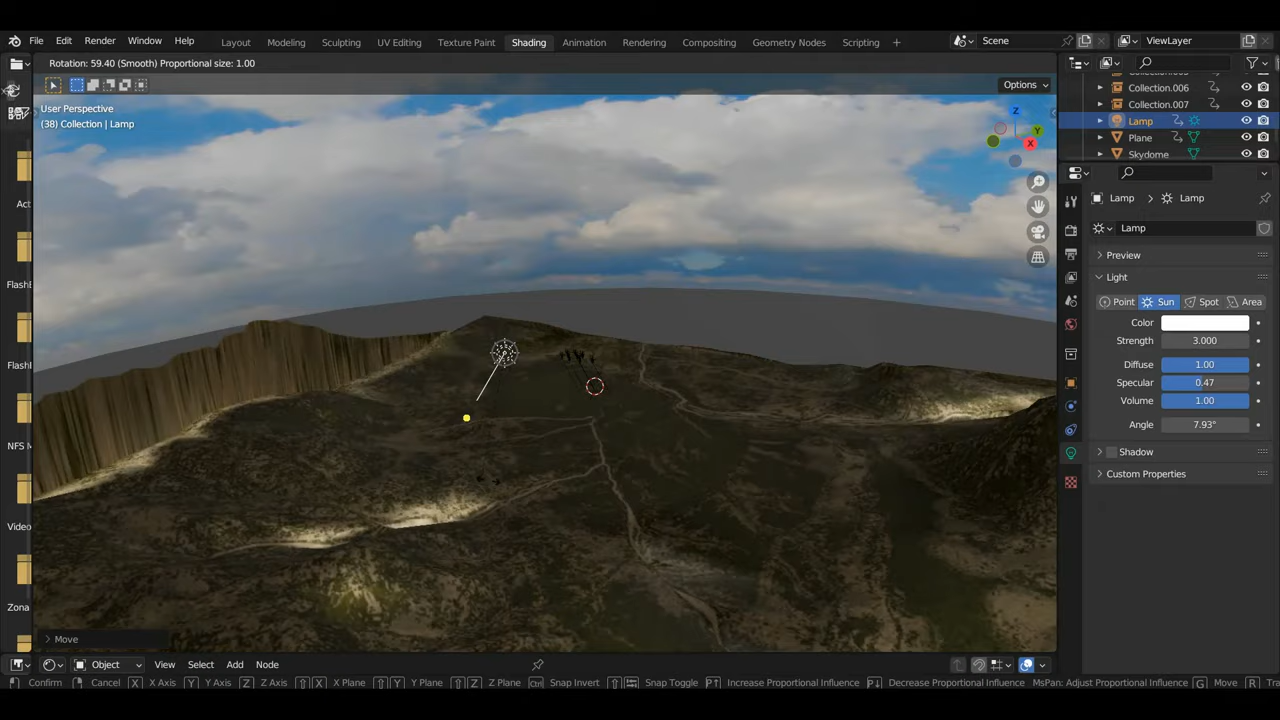 File Edit Render Window Help Layout Modeling Sculpting UV Editing Texture Paint Shading Animation Rendering Compositing Geometry Nodes Scripting + Scene ViewLayer
Rotation: 59.40 (Smooth) Proportional size: 1.00
Options
User Perspective
(38) Collection | Lamp
Z
Y
X
Collection.006
Collection.007
Lamp
Plane
Skydome
Lamp > Lamp
Lamp
Preview
Light
Point Sun Spot Area
Color
Strength 3.000
Diffuse 1.00
Specular 0.47
Volume 1.00
Angle 7.93°
Shadow
Custom Properties
Act
FlashB
Flashl
NFS M
Video
Zona
Move
Object View Select Add Node
Confirm Cancel X X Axis Y Y Axis Z Z Axis X X Plane Y Y Plane Z Z Plane Ctrl Snap Invert Snap Toggle P↑ Increase Proportional Influence P↓ Decrease Proportional Influence MsPan: Adjust Proportional Influence G Move R Tra